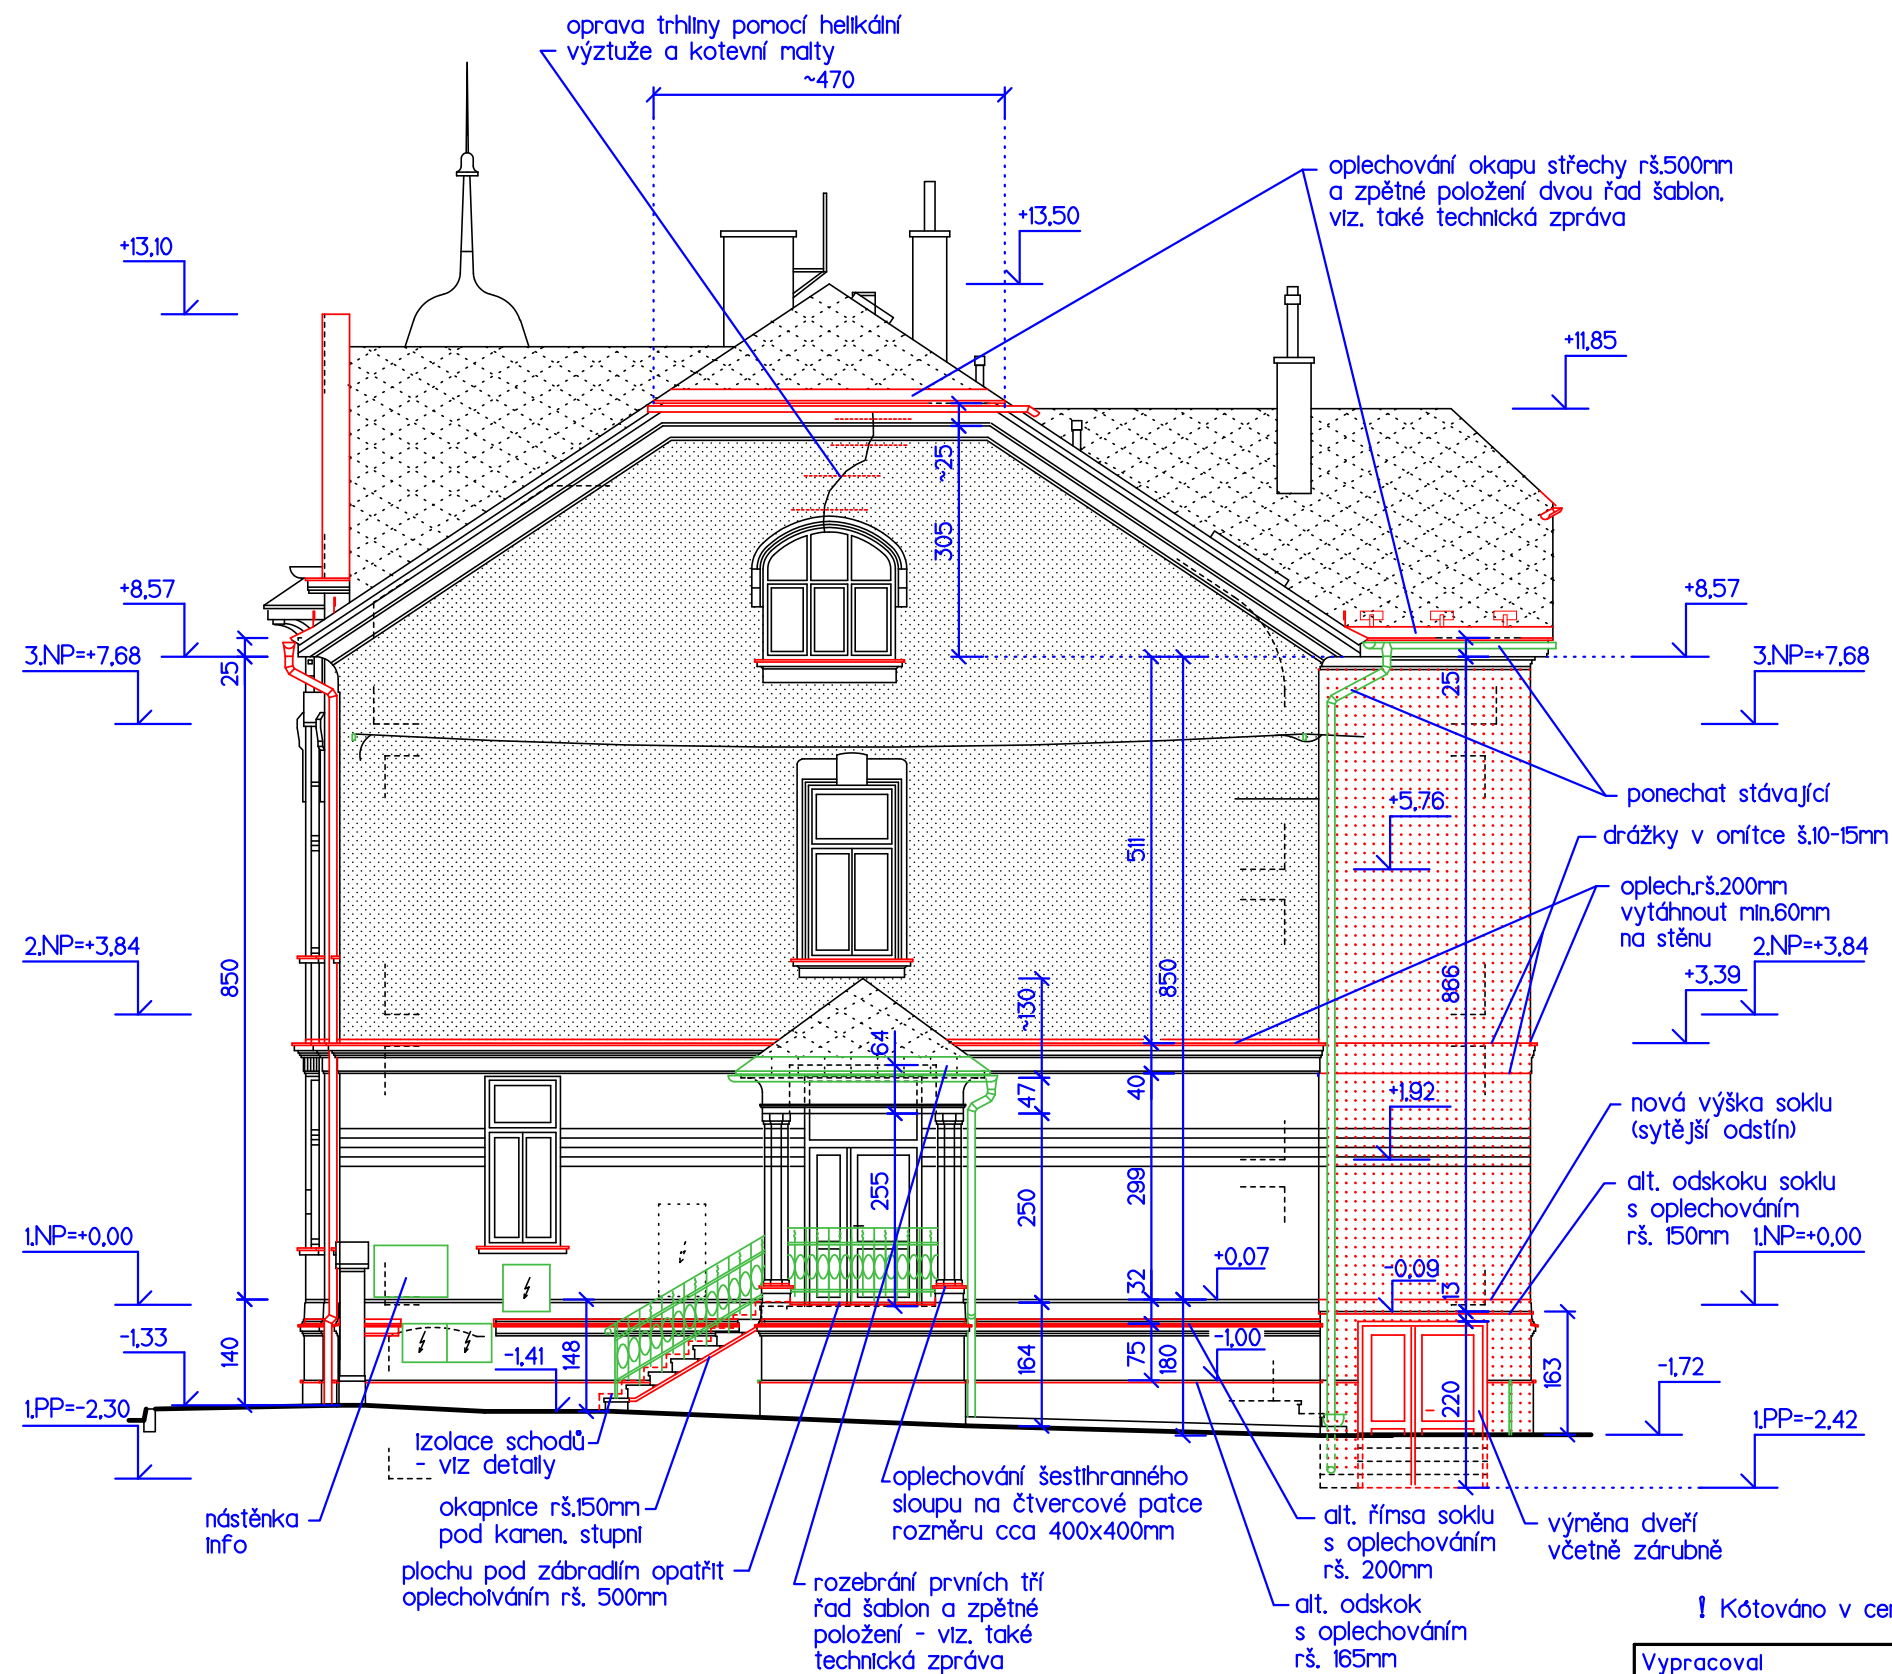 oprava trhliny pomocí helikální
výztuže a kotevní malty
~470
oplechování okapu střechy rš.500mm
a zpětné položení dvou řad šablon,
viz. také technická zpráva
+13,50
+13,10
+11,85
~25
305
+8,57
+8,57
3.NP=+7,68
3.NP=+7,68
25
25
ponechat stávající
+5,76
drážky v omítce š.10-15mm
511
oplech.rš.200mm
vytáhnout min.60mm
na stěnu
2.NP=+3,84
2.NP=+3,84
+3,39
850
850
866
~130
64
47
40
+1,92
nová výška soklu
(sytější odstín)
255
250
299
alt. odskoku soklu
s oplechováním
rš. 150mm
1.NP=+0,00
1.NP=+0,00
+0,07
-0,09
32
13
-1,33
140
-1,41
148
164
75
180
-1,00
220
163
-1,72
1.PP=-2,30
1.PP=-2,42
izolace schodů
- viz detaily
nástěnka
info
okapnice rš.150mm
pod kamen. stupni
plochu pod zábradlím opatřit
oplechoiváním rš. 500mm
oplechování šestihranného
sloupu na čtvercové patce
rozměru cca 400x400mm
rozebrání prvních tří
řad šablon a zpětné
položení - viz. také
technická zpráva
alt. římsa soklu
s oplechováním
rš. 200mm
výměna dveří
včetně zárubně
alt. odskok
s oplechováním
rš. 165mm
! Kótováno v cen
Vypracoval